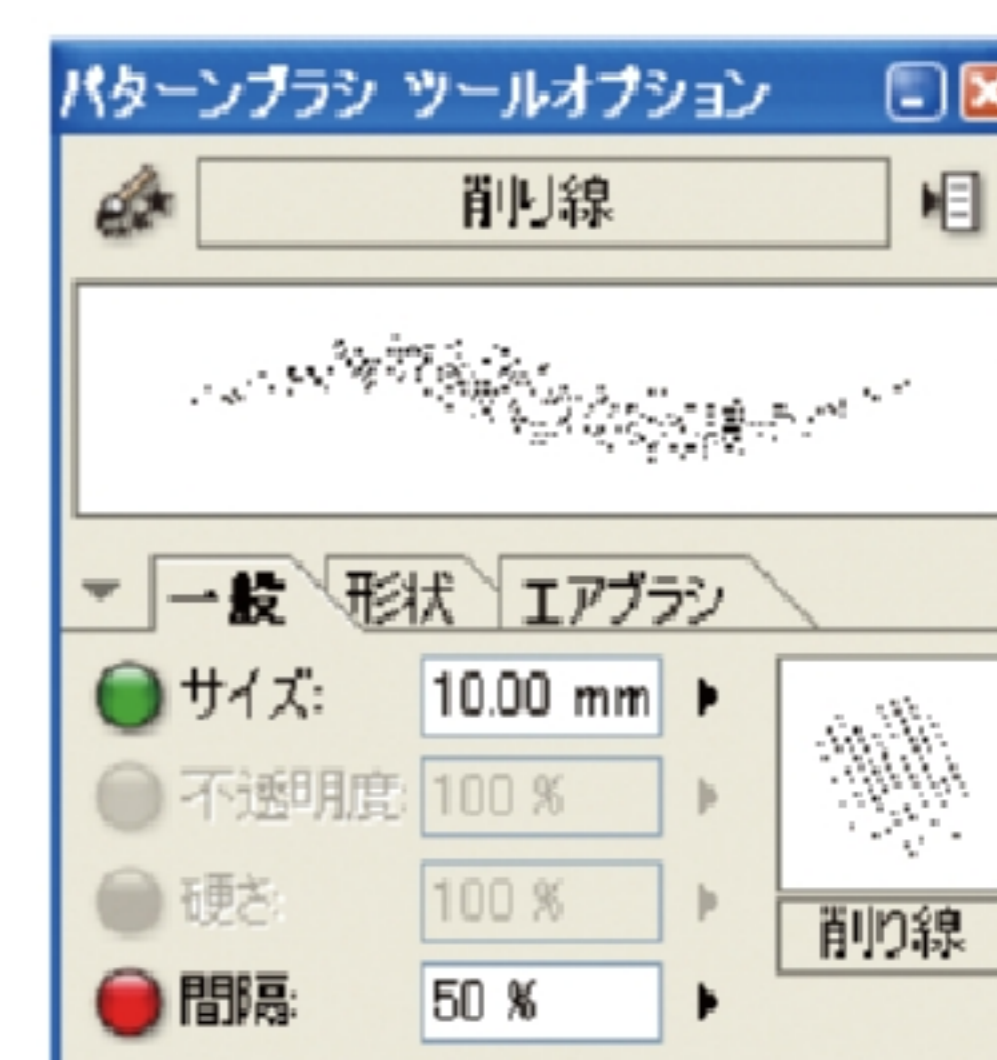 パターンブラシ ツールオプション
削り線
一般 形状 エアブラシ
サイズ: 10.00 mm
不透明度: 100 %
硬さ: 100 %
削り線
間隔: 50 %